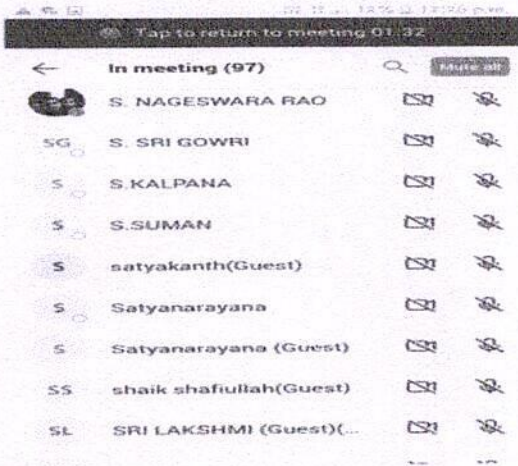 Tap to return to meeting 01:32
In meeting (97) Mute all
S. NAGESWARA RAO
SG S. SRI GOWRI
S S.KALPANA
S S.SUMAN
S satyakanth(Guest)
S Satyanarayana
S Satyanarayana (Guest)
SS shaik shafiullah(Guest)
SL SRI LAKSHMI (Guest)(...